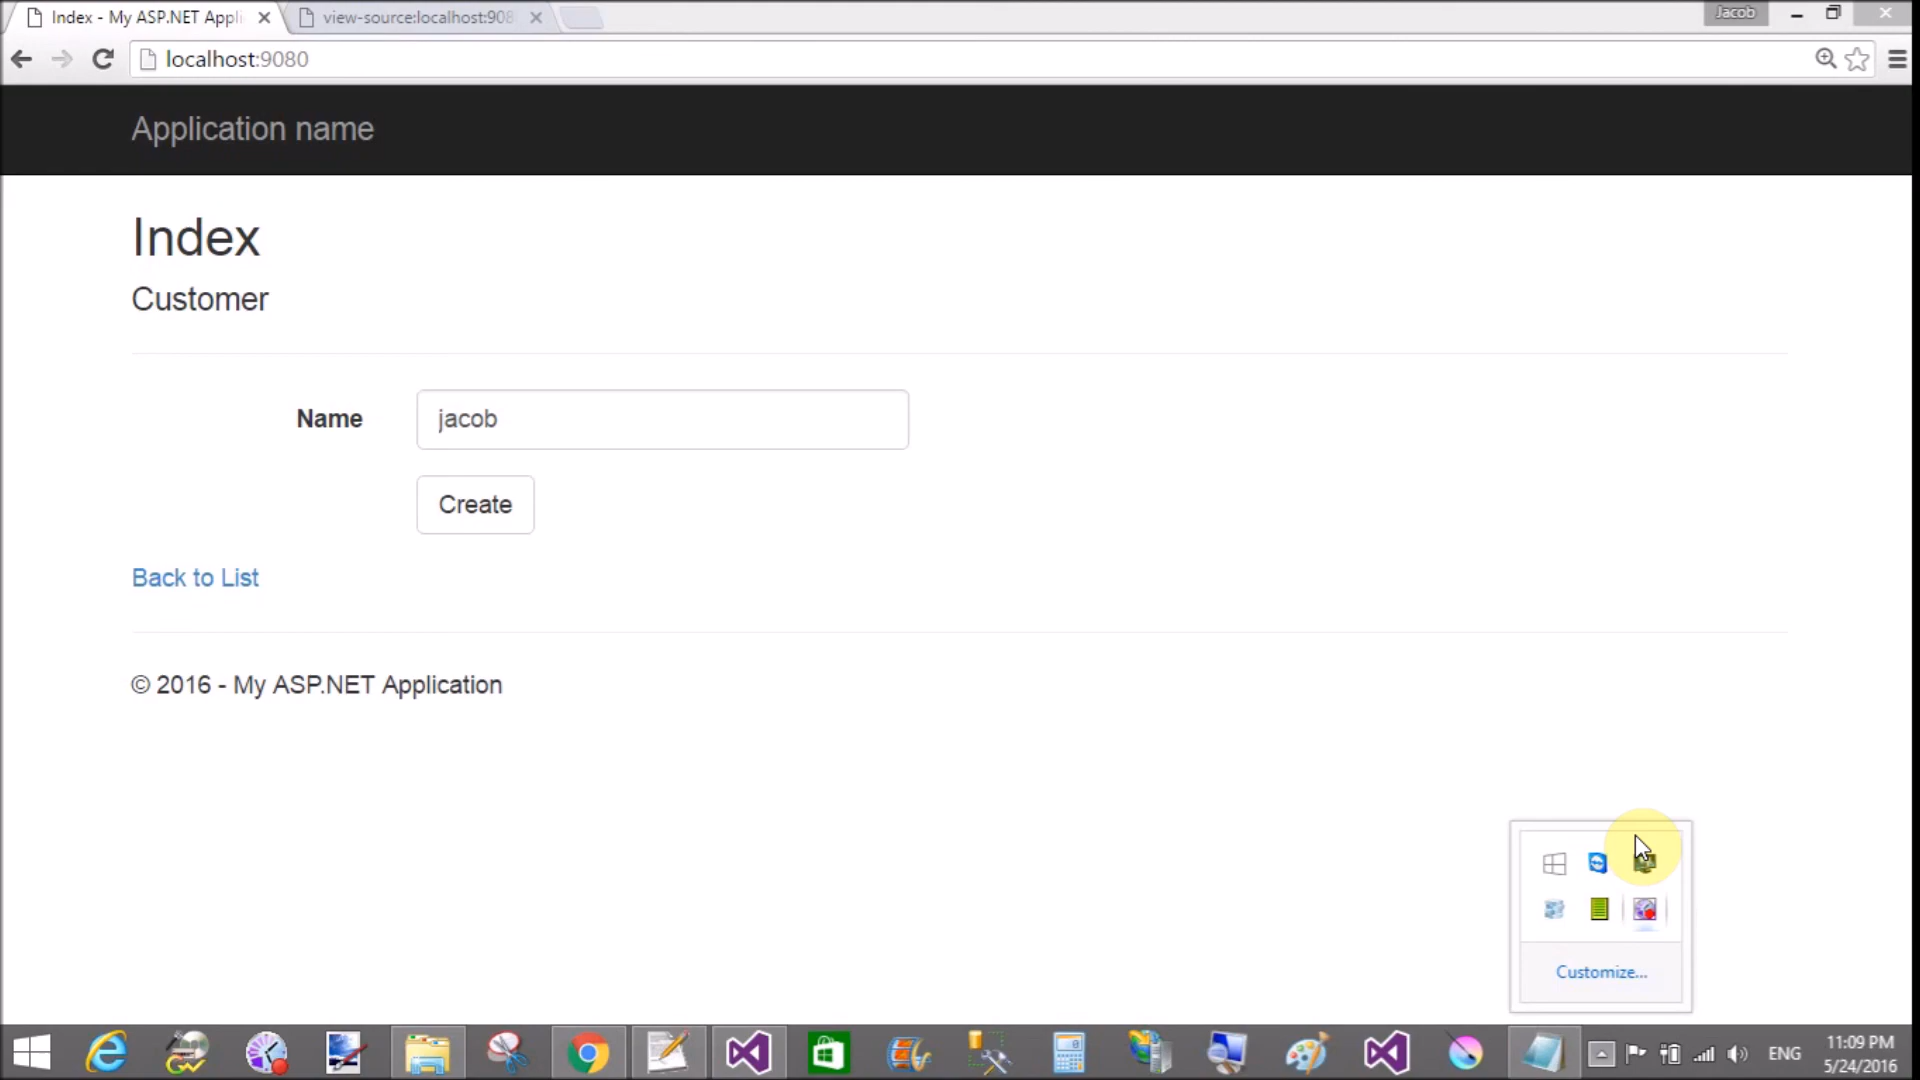 Index - My ASP.NET Appli
view-source:localhost:908
Jacob
localhost:9080
Application name
Index
Customer
Name
jacob
Create
Back to List
© 2016 - My ASP.NET Application
Customize...
ENG
11:09 PM
5/24/2016